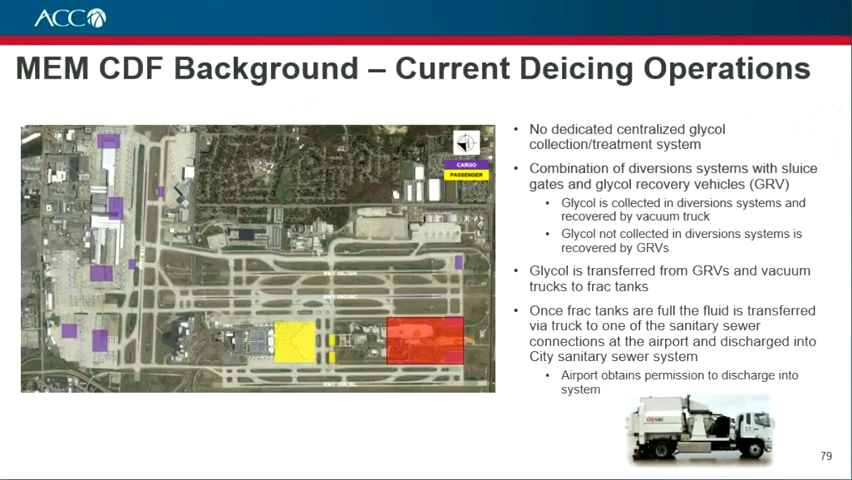 ACC
MEM CDF Background – Current Deicing Operations
CARGO
PASSENGER
• No dedicated centralized glycol
collection/treatment system
• Combination of diversions systems with sluice
gates and glycol recovery vehicles (GRV)
• Glycol is collected in diversions systems and
recovered by vacuum truck
• Glycol not collected in diversions systems is
recovered by GRVs
• Glycol is transferred from GRVs and vacuum
trucks to frac tanks
• Once frac tanks are full the fluid is transferred
via truck to one of the sanitary sewer
connections at the airport and discharged into
City sanitary sewer system
• Airport obtains permission to discharge into
system
Glyvac
79